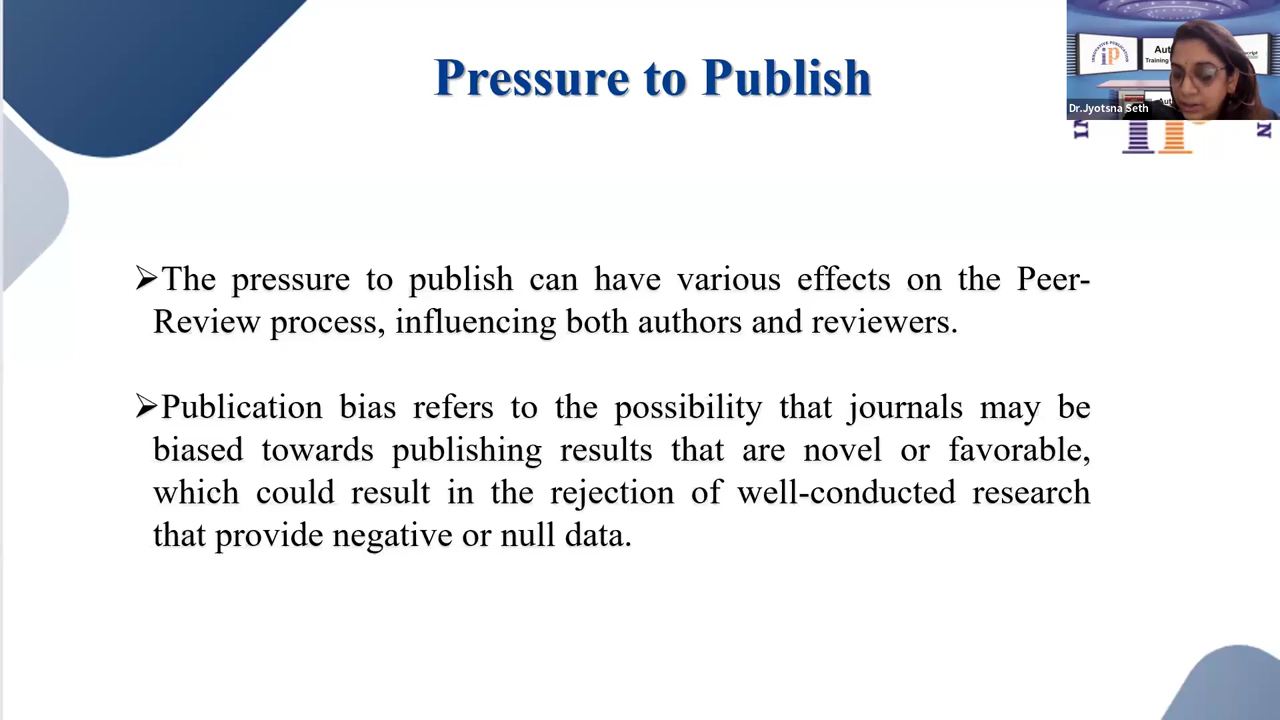 Pressure to Publish
Dr.Jyotsna Seth
➢The pressure to publish can have various effects on the Peer-
Review process, influencing both authors and reviewers.
➢Publication bias refers to the possibility that journals may be
biased towards publishing results that are novel or favorable,
which could result in the rejection of well-conducted research
that provide negative or null data.